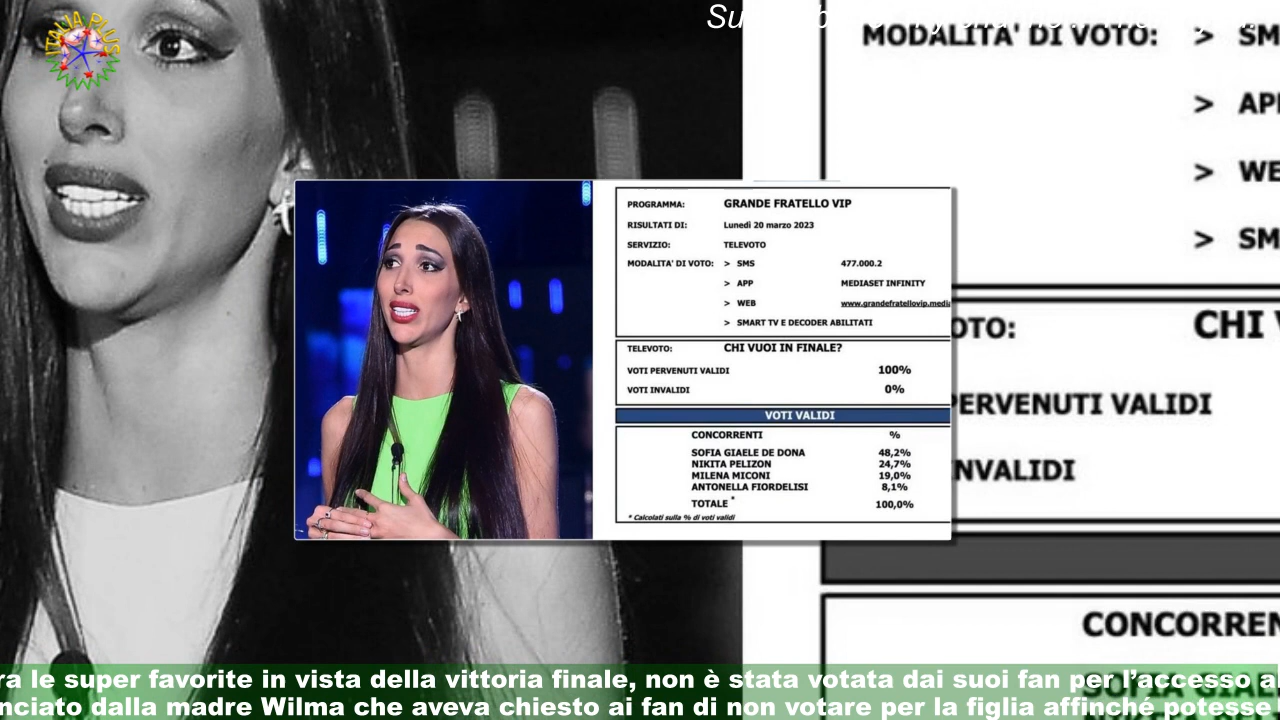 ITALIA PLUS
MODALITA' DI VOTO: > SM
> API
> WE
> SM
PROGRAMMA: GRANDE FRATELLO VIP
RISULTATI DI: Lunedì 20 marzo 2023
SERVIZIO: TELEVOTO
MODALITA' DI VOTO: > SMS 477.000.2
> APP MEDIASET INFINITY
> WEB www.grandefratellovip.media
> SMART TV E DECODER ABILITATI
TELEVOTO: CHI VUOI IN FINALE?
VOTI PERVENUTI VALIDI 100%
VOTI INVALIDI 0%
VOTI VALIDI
CONCORRENTI %
SOFIA GIAELE DE DONA 48,2%
NIKITA PELIZON 24,7%
MILENA MICONI 19,0%
ANTONELLA FIORDELISI 8,1%
TOTALE * 100,0%
* Calcolati sulla % di voti validi
OTO: CHI V
PERVENUTI VALIDI
NVALIDI
CONCORREN
ra le super favorite in vista della vittoria finale, non è stata votata dai suoi fan per l'accesso a
nciato dalla madre Wilma che aveva chiesto ai fan di non votare per la figlia affinché potesse